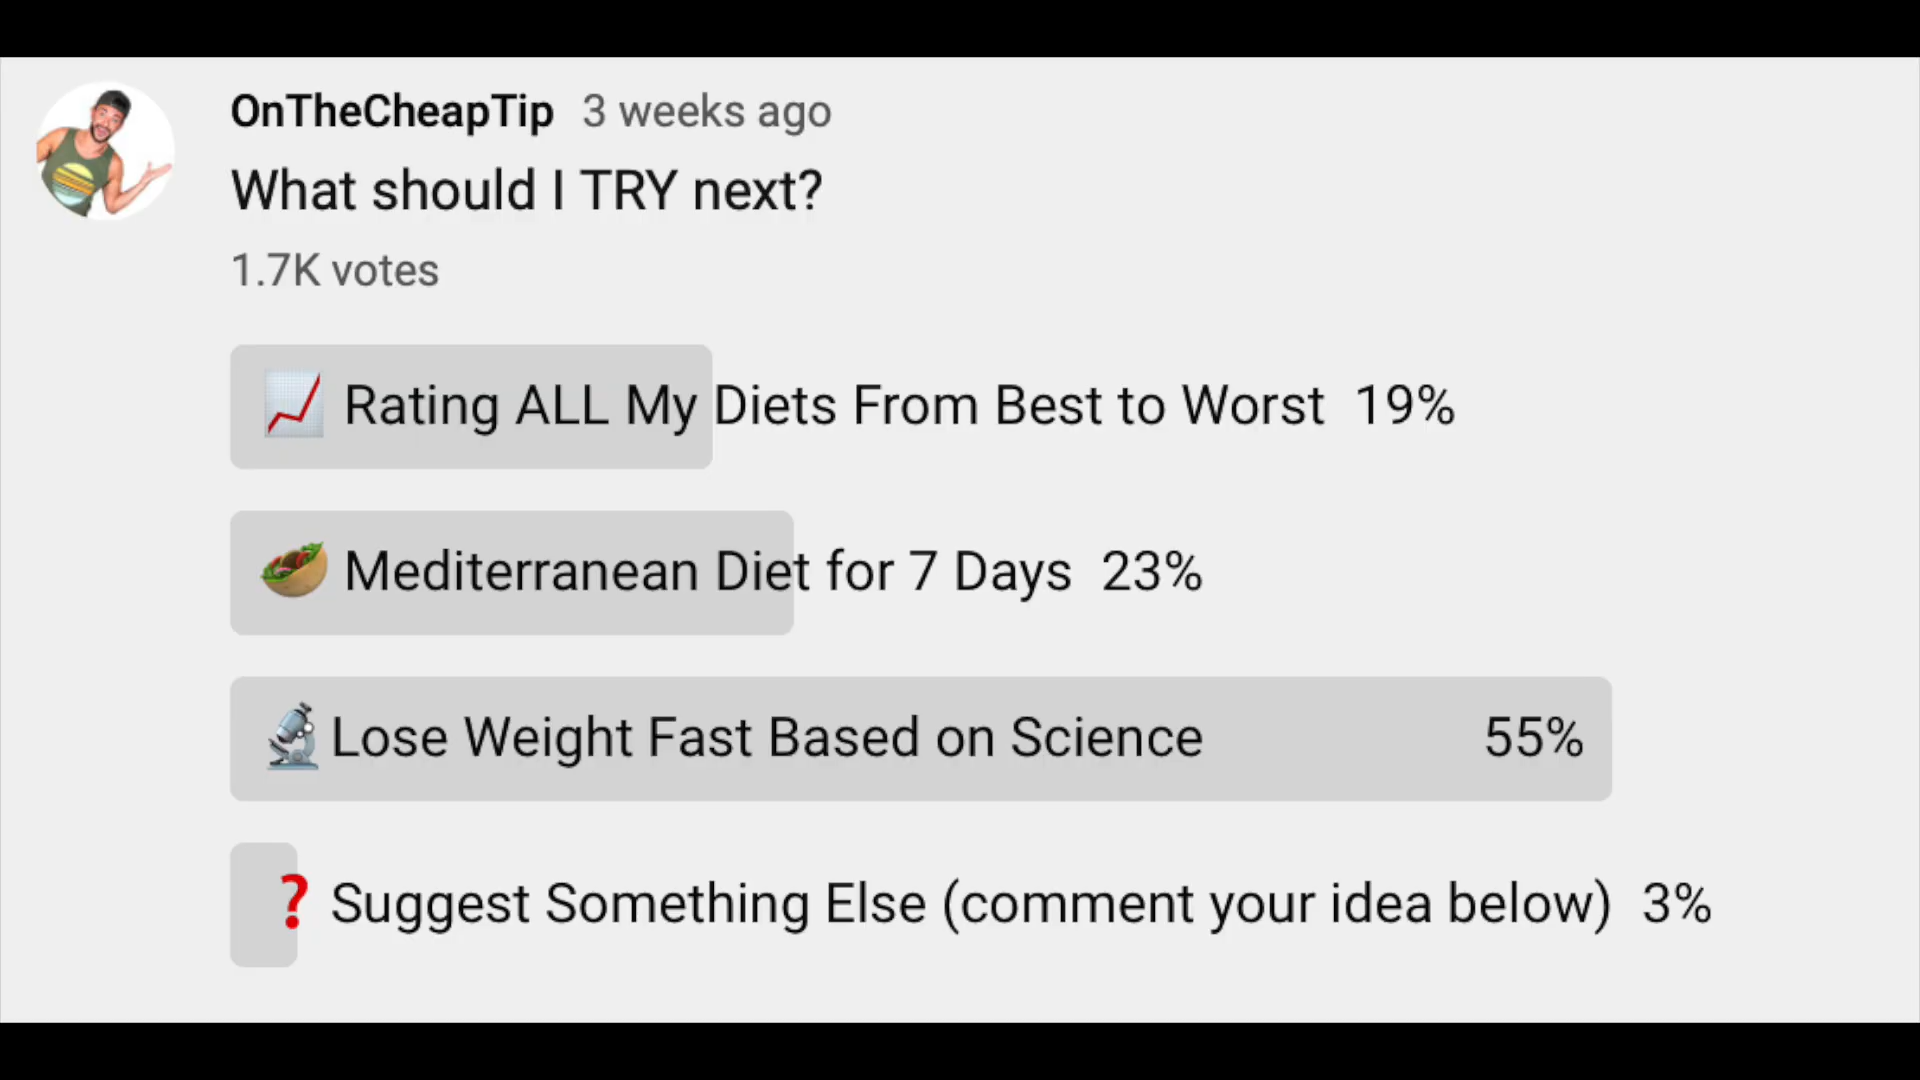 OnTheCheapTip 3 weeks ago
What should I TRY next?
1.7K votes
📈 Rating ALL My Diets From Best to Worst 19%
🥙 Mediterranean Diet for 7 Days 23%
🔬 Lose Weight Fast Based on Science 55%
❓ Suggest Something Else (comment your idea below) 3%